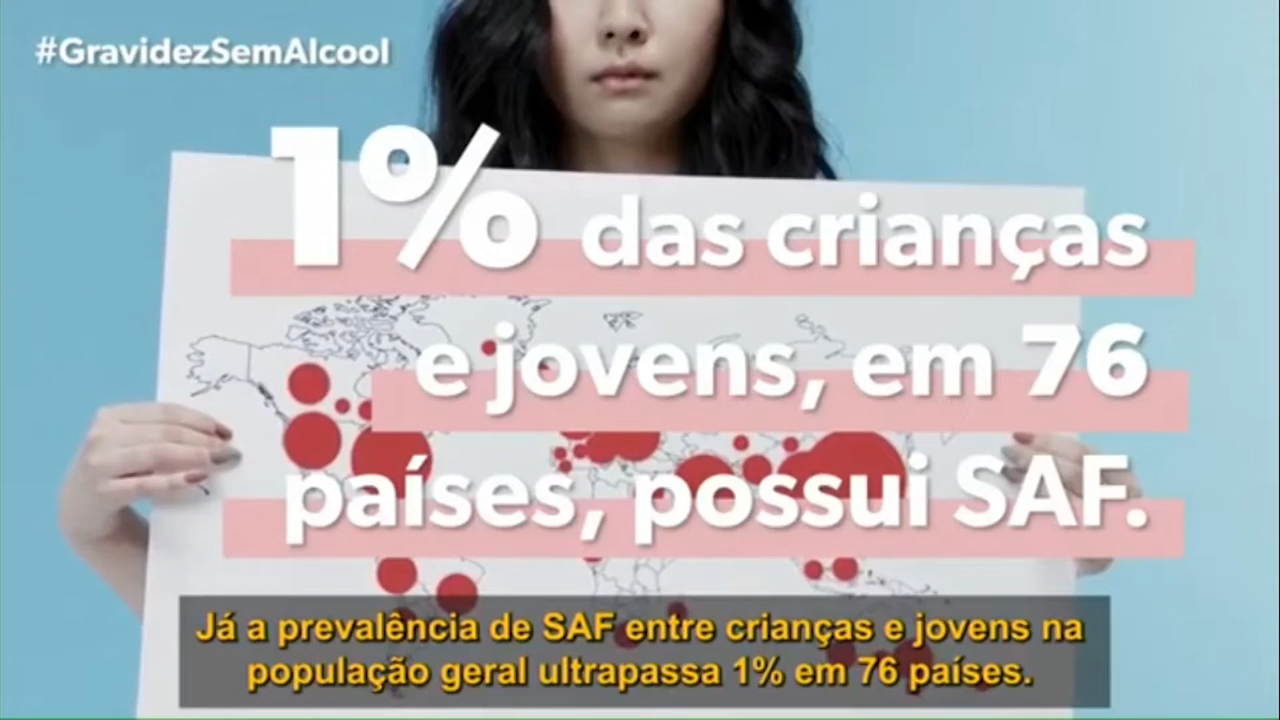 #GravidezSemAlcool
1% das crianças
e jovens, em 76
países, possui SAF.
Já a prevalência de SAF entre crianças e jovens na
população geral ultrapassa 1% em 76 países.